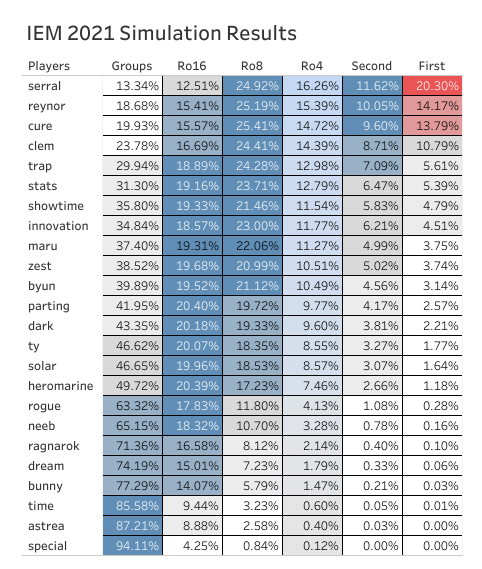 IEM 2021 Simulation Results
Players Groups Ro16 Ro8 Ro4 Second First
serral 13.34% 12.51% 24.92% 16.26% 11.62% 20.30%
reynor 18.68% 15.41% 25.19% 15.39% 10.05% 14.17%
cure 19.93% 15.57% 25.41% 14.72% 9.60% 13.79%
clem 23.78% 16.69% 24.41% 14.39% 8.71% 10.79%
trap 29.94% 18.89% 24.28% 12.98% 7.09% 5.61%
stats 31.30% 19.16% 23.71% 12.79% 6.47% 5.39%
showtime 35.80% 19.33% 21.46% 11.54% 5.83% 4.79%
innovation 34.84% 18.57% 23.00% 11.77% 6.21% 4.51%
maru 37.40% 19.31% 22.06% 11.27% 4.99% 3.75%
zest 38.52% 19.68% 20.99% 10.51% 5.02% 3.74%
byun 39.89% 19.52% 21.12% 10.49% 4.56% 3.14%
parting 41.95% 20.40% 19.72% 9.77% 4.17% 2.57%
dark 43.35% 20.18% 19.33% 9.60% 3.81% 2.21%
ty 46.62% 20.07% 18.35% 8.55% 3.27% 1.77%
solar 46.65% 19.96% 18.53% 8.57% 3.07% 1.64%
heromarine 49.72% 20.39% 17.23% 7.46% 2.66% 1.18%
rogue 63.32% 17.83% 11.80% 4.13% 1.08% 0.28%
neeb 65.15% 18.32% 10.70% 3.28% 0.78% 0.16%
ragnarok 71.36% 16.58% 8.12% 2.14% 0.40% 0.10%
dream 74.19% 15.01% 7.23% 1.79% 0.33% 0.06%
bunny 77.29% 14.07% 5.79% 1.47% 0.21% 0.03%
time 85.58% 9.44% 3.23% 0.60% 0.05% 0.01%
astrea 87.21% 8.88% 2.58% 0.40% 0.03% 0.00%
special 94.11% 4.25% 0.84% 0.12% 0.00% 0.00%